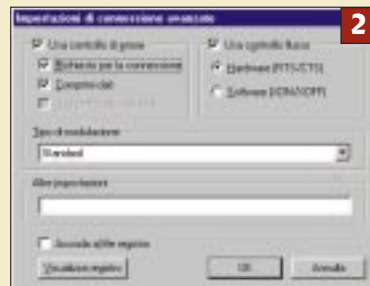 Impostazioni di connessione avanzate
2
Usa controllo di errore
Richiesto per la connessione
Comprimi dati
Usa controllo flusso
Hardware (RTS/CTS)
Software (XON/XOFF)
Tipo di modulazione
Standard
Altre impostazioni
Accoda al file registro
Visualizza registro
OK
Annulla